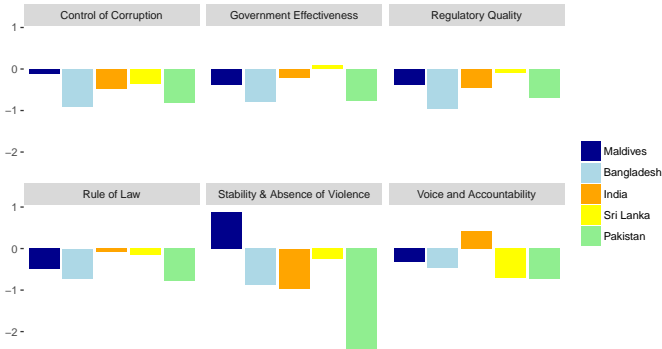 Control of Corruption
Government Effectiveness
Regulatory Quality
1
0
−1
−2
Rule of Law
Stability & Absence of Violence
Voice and Accountability
1
0
−1
−2
Maldives
Bangladesh
India
Sri Lanka
Pakistan